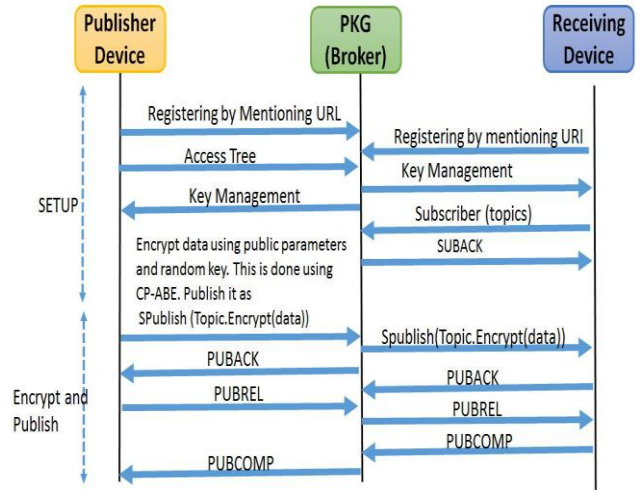 Publisher
Device
PKG
(Broker)
Receiving
Device
Registering by Mentioning URL
Registering by mentioning URI
Access Tree
Key Management
Key Management
SETUP
Subscriber (topics)
Encrypt data using public parameters
and random key. This is done using
CP-ABE. Publish it as
SPublish (Topic.Encrypt(data))
SUBACK
Spublish(Topic.Encrypt(data))
PUBACK
PUBACK
Encrypt and
Publish
PUBREL
PUBREL
PUBCOMP
PUBCOMP